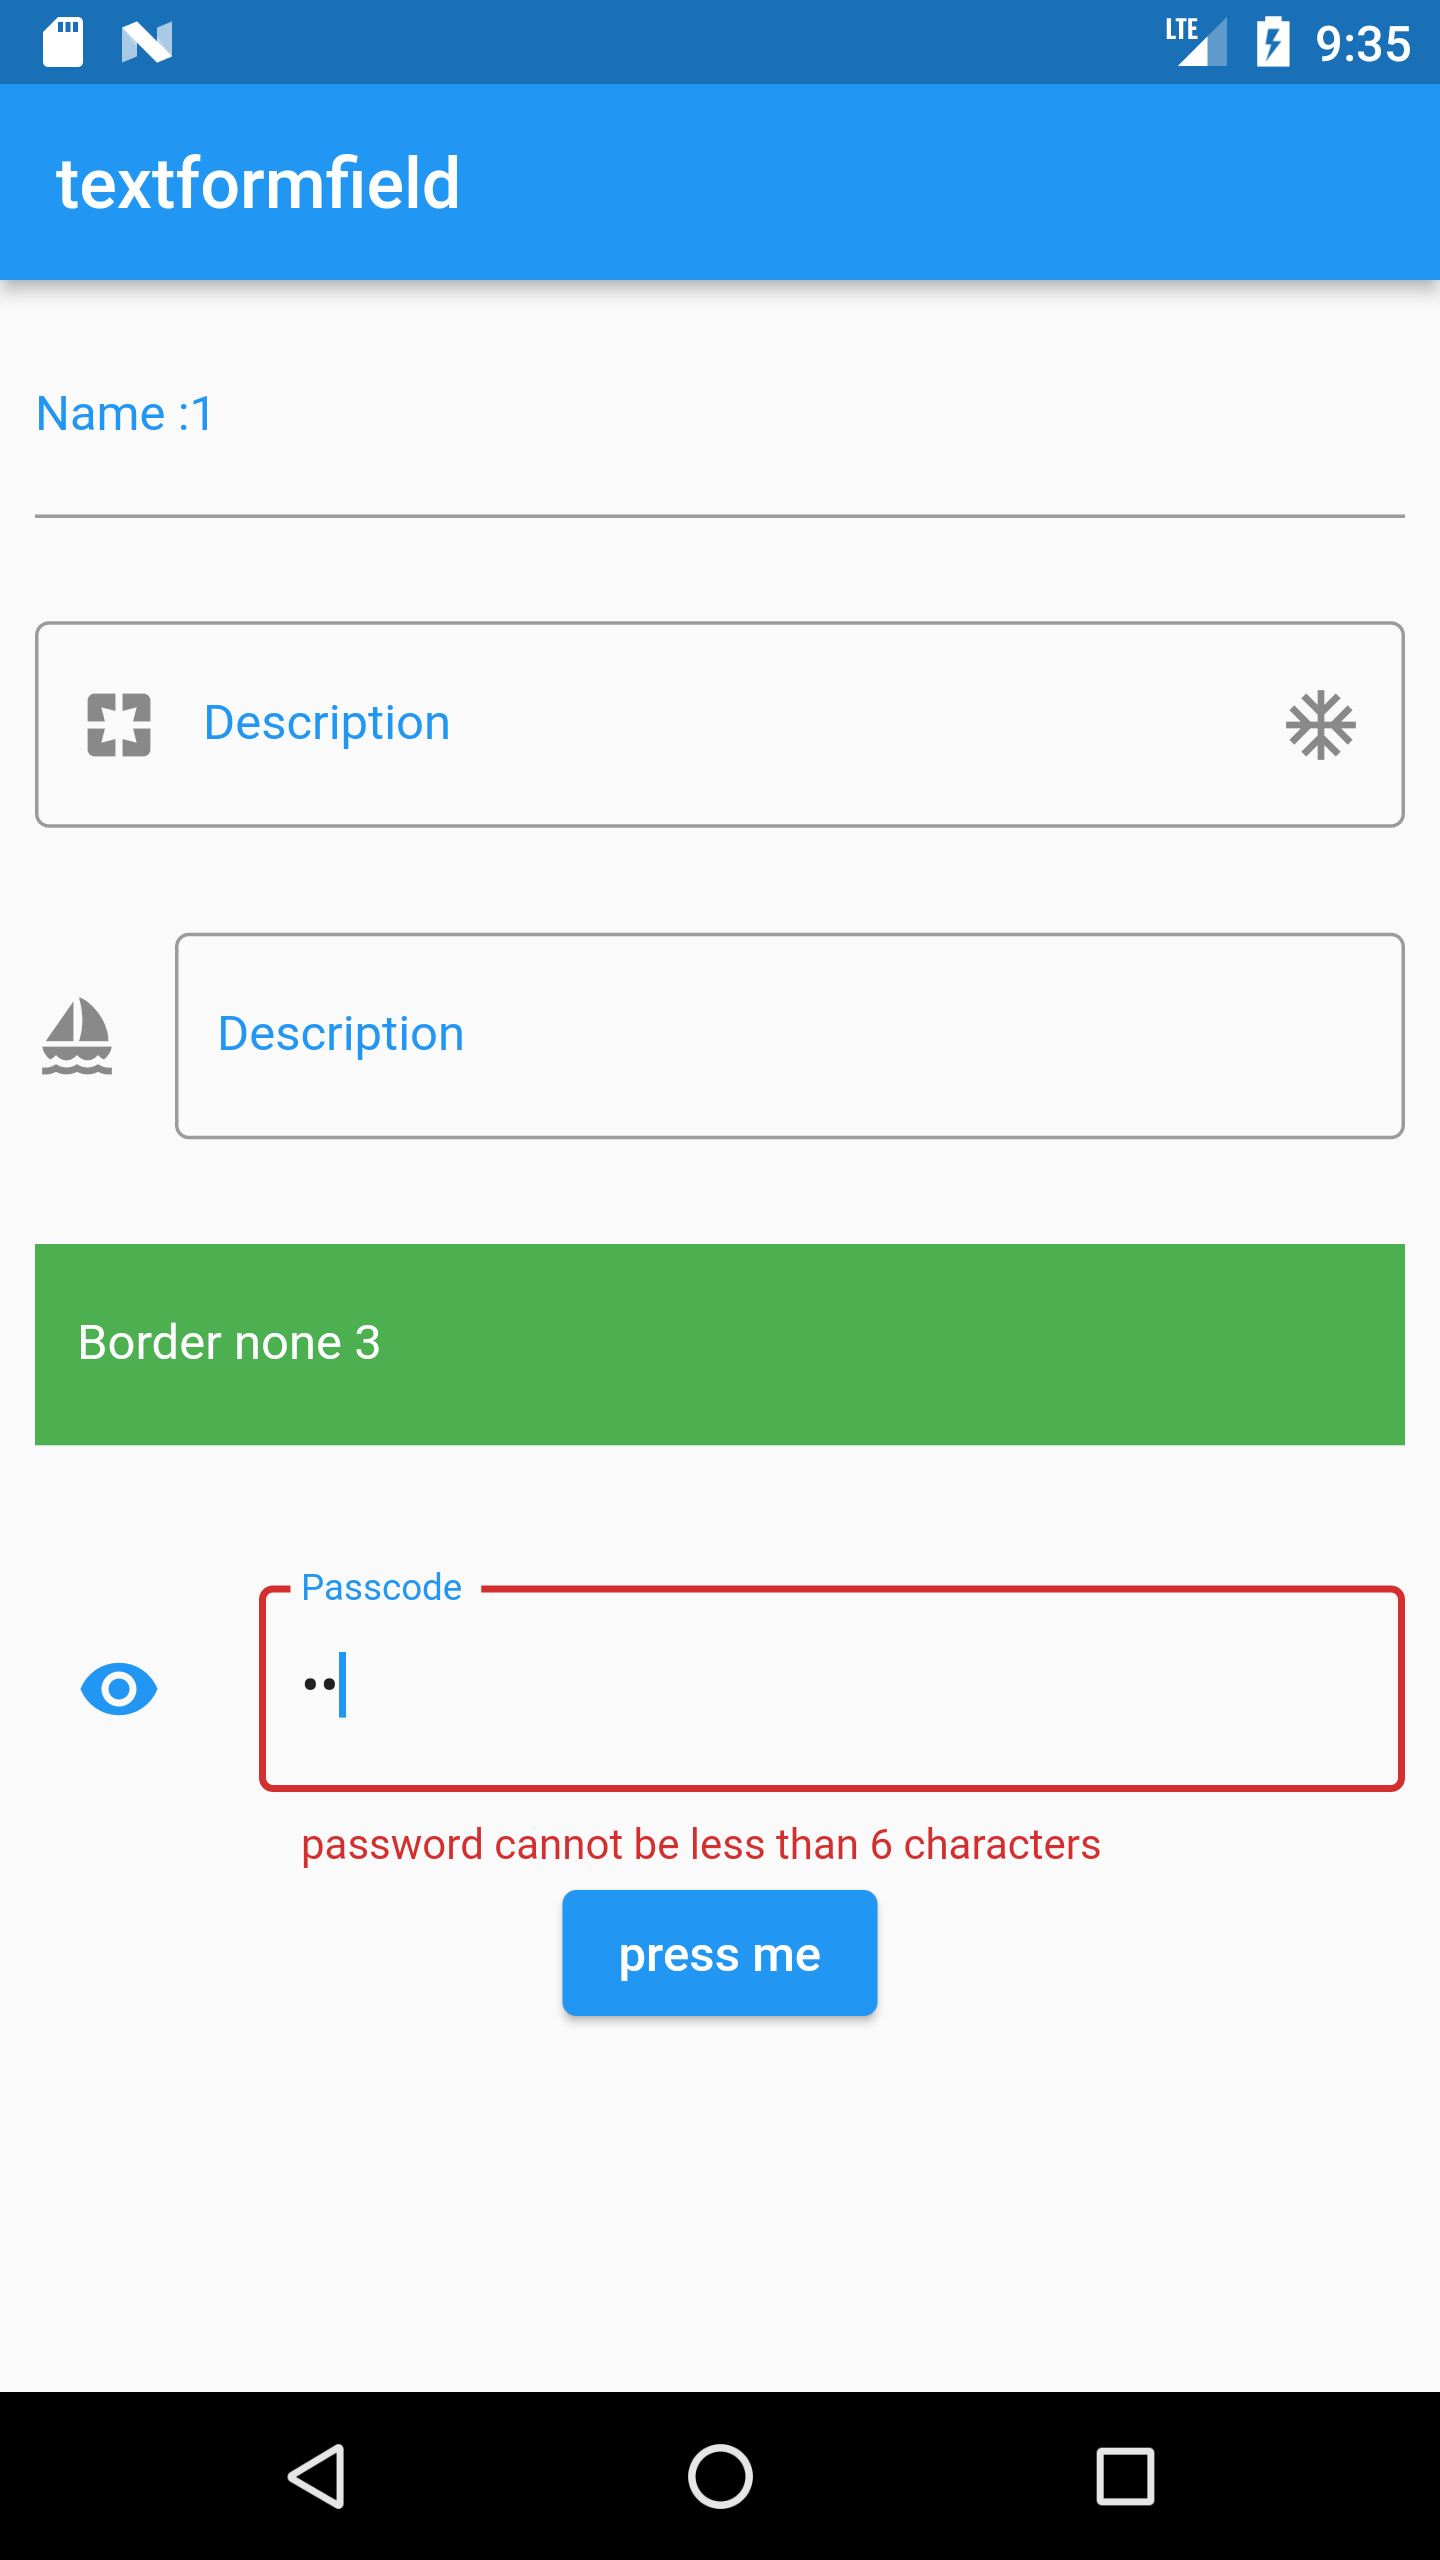 LTE 9:35
textformfield
Name :1
Description
Description
Border none 3
Passcode
••
password cannot be less than 6 characters
press me